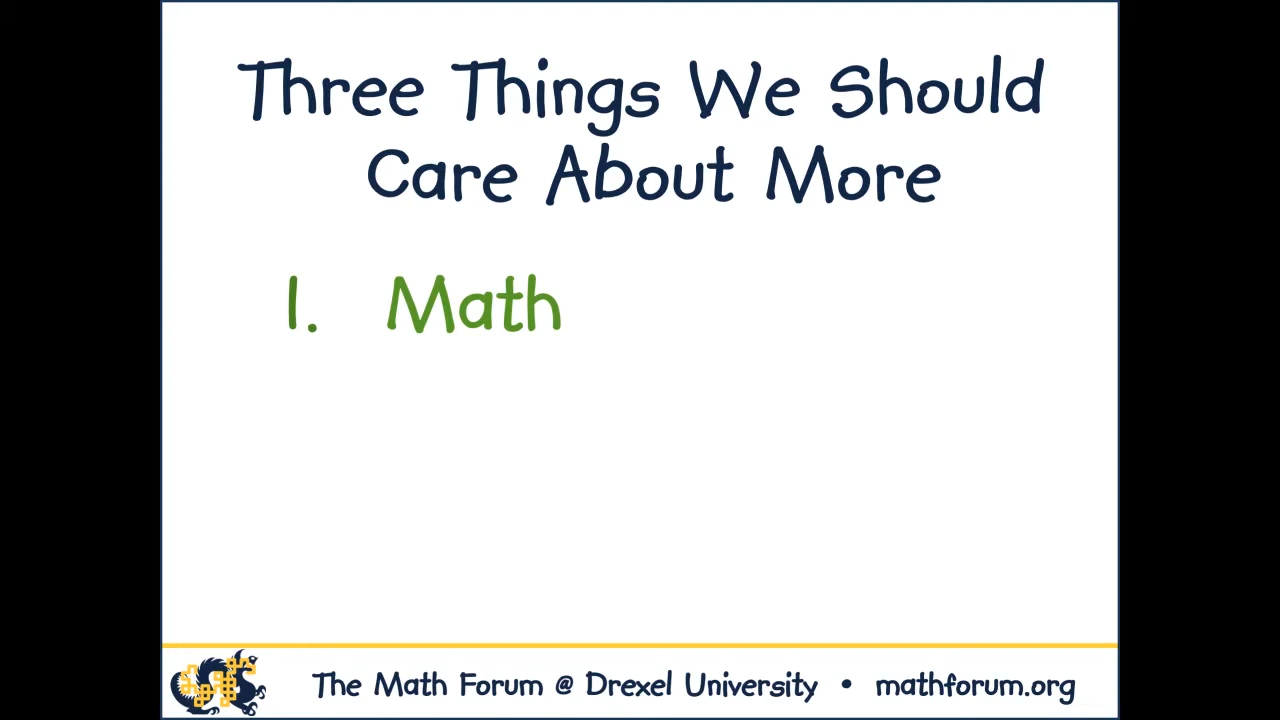 Three Things We Should
Care About More
1. Math
The Math Forum @ Drexel University • mathforum.org